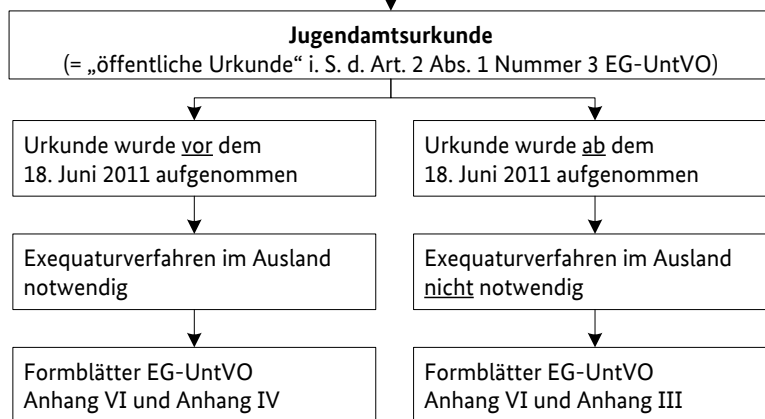 Jugendamtsurkunde
(= „öffentliche Urkunde“ i. S. d. Art. 2 Abs. 1 Nummer 3 EG-UntVO)
Urkunde wurde vor dem
18. Juni 2011 aufgenommen
Exequaturverfahren im Ausland
notwendig
Formblätter EG-UntVO
Anhang VI und Anhang IV
Urkunde wurde ab dem
18. Juni 2011 aufgenommen
Exequaturverfahren im Ausland
nicht notwendig
Formblätter EG-UntVO
Anhang VI und Anhang III